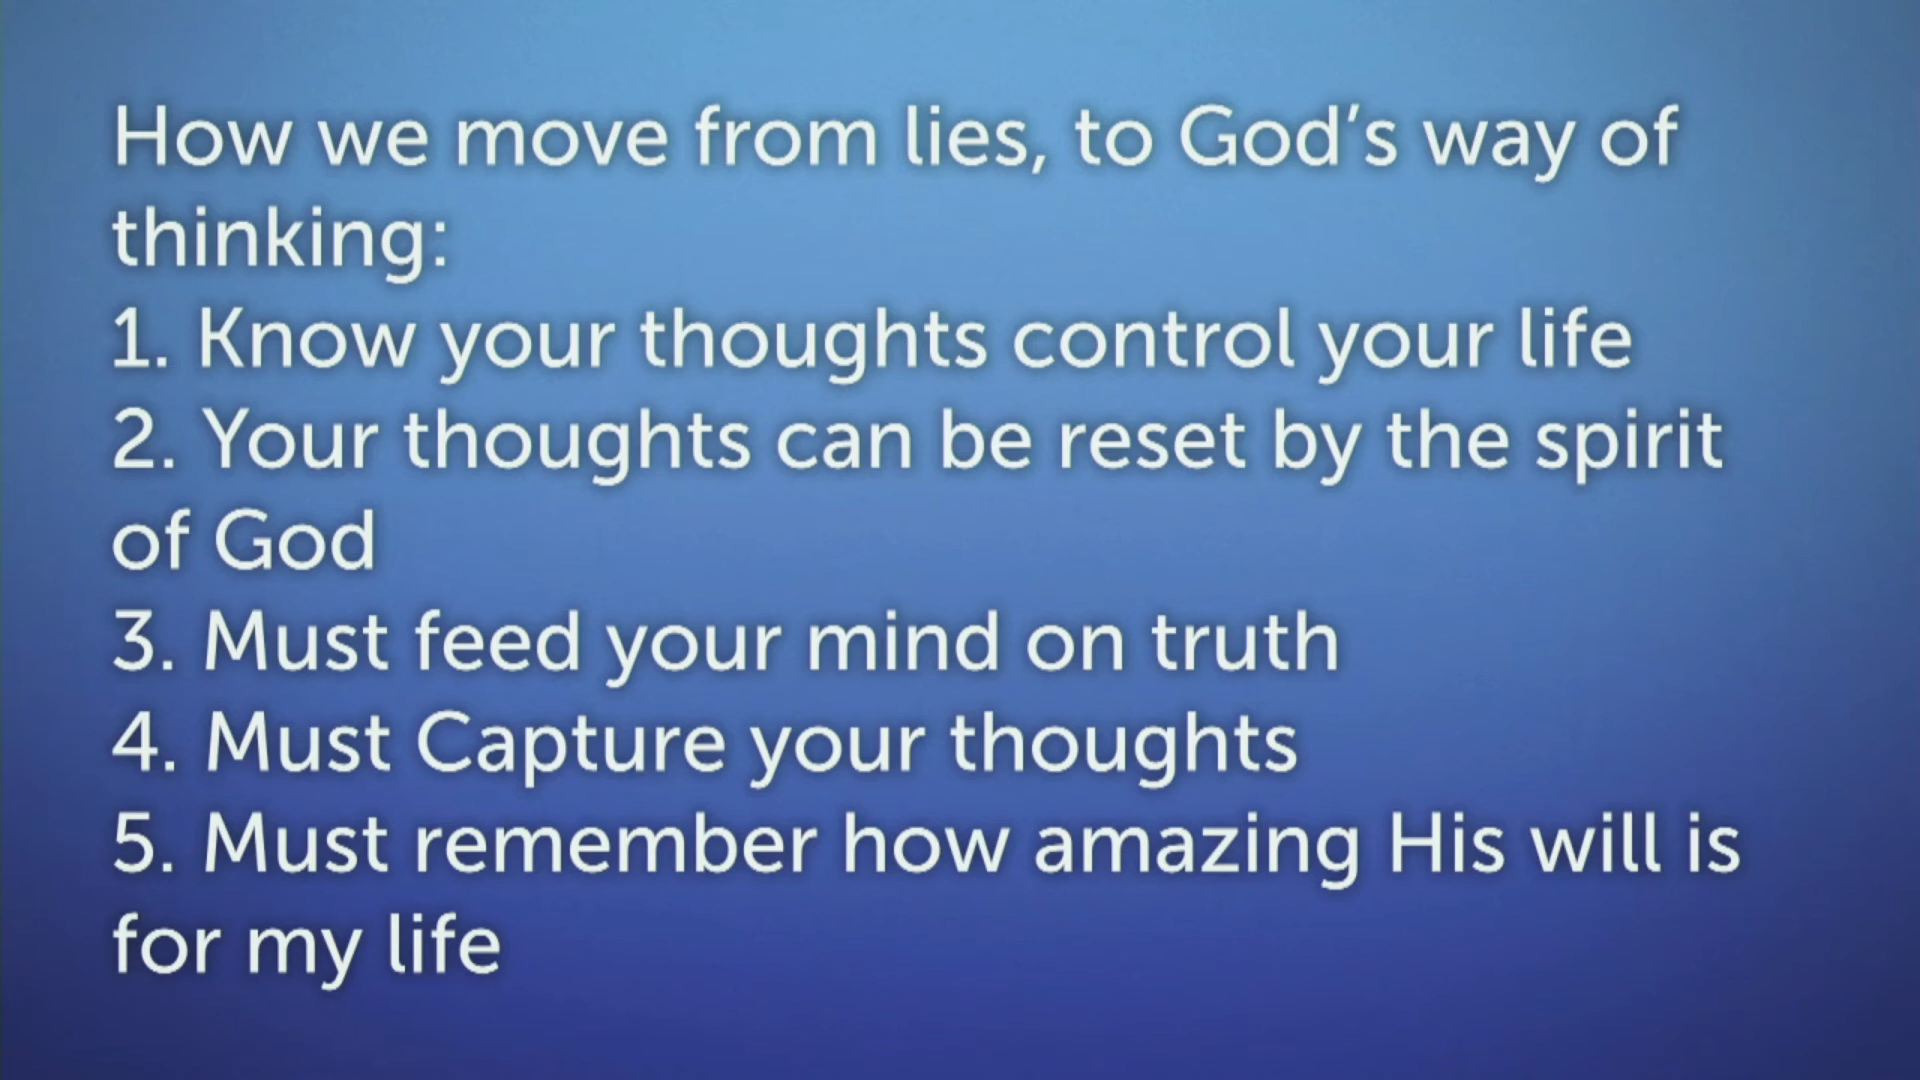 How we move from lies, to God's way of
thinking:
1. Know your thoughts control your life
2. Your thoughts can be reset by the spirit
of God
3. Must feed your mind on truth
4. Must Capture your thoughts
5. Must remember how amazing His will is
for my life